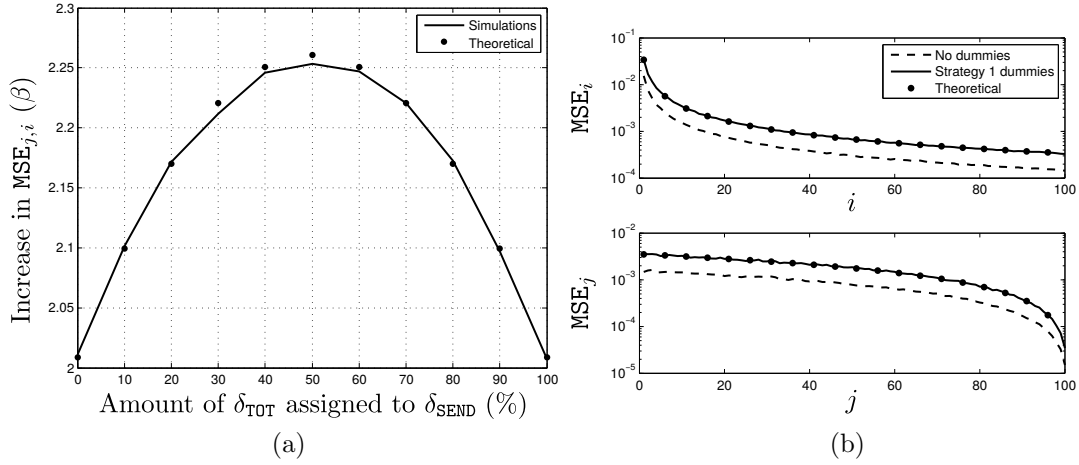 2.3
2.25
2.2
2.15
2.1
2.05
2
Increase in MSE_{j,i} (β)
Simulations
Theoretical
0 10 20 30 40 50 60 70 80 90 100
Amount of δ_TOT assigned to δ_SEND (%)
(a)
10^{-1}
10^{-2}
10^{-3}
10^{-4}
MSE_i
No dummies
Strategy 1 dummies
Theoretical
0 20 40 60 80 100
i
10^{-2}
10^{-3}
10^{-4}
10^{-5}
MSE_j
0 20 40 60 80 100
j
(b)